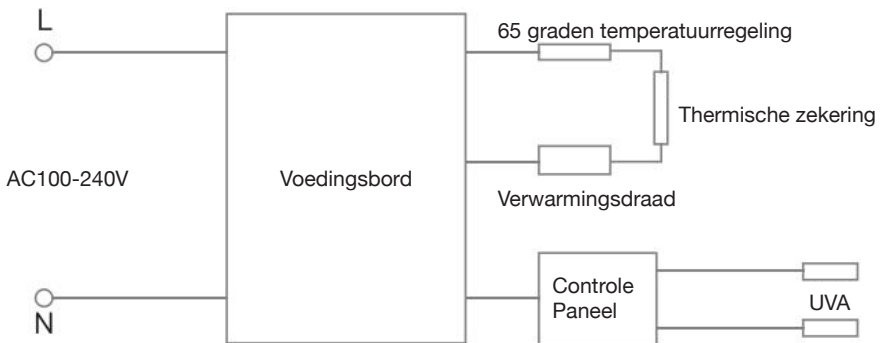 L
65 graden temperatuurregeling
Thermische zekering
AC100-240V
Voedingsbord
Verwarmingsdraad
Controle
Paneel
UVA
N